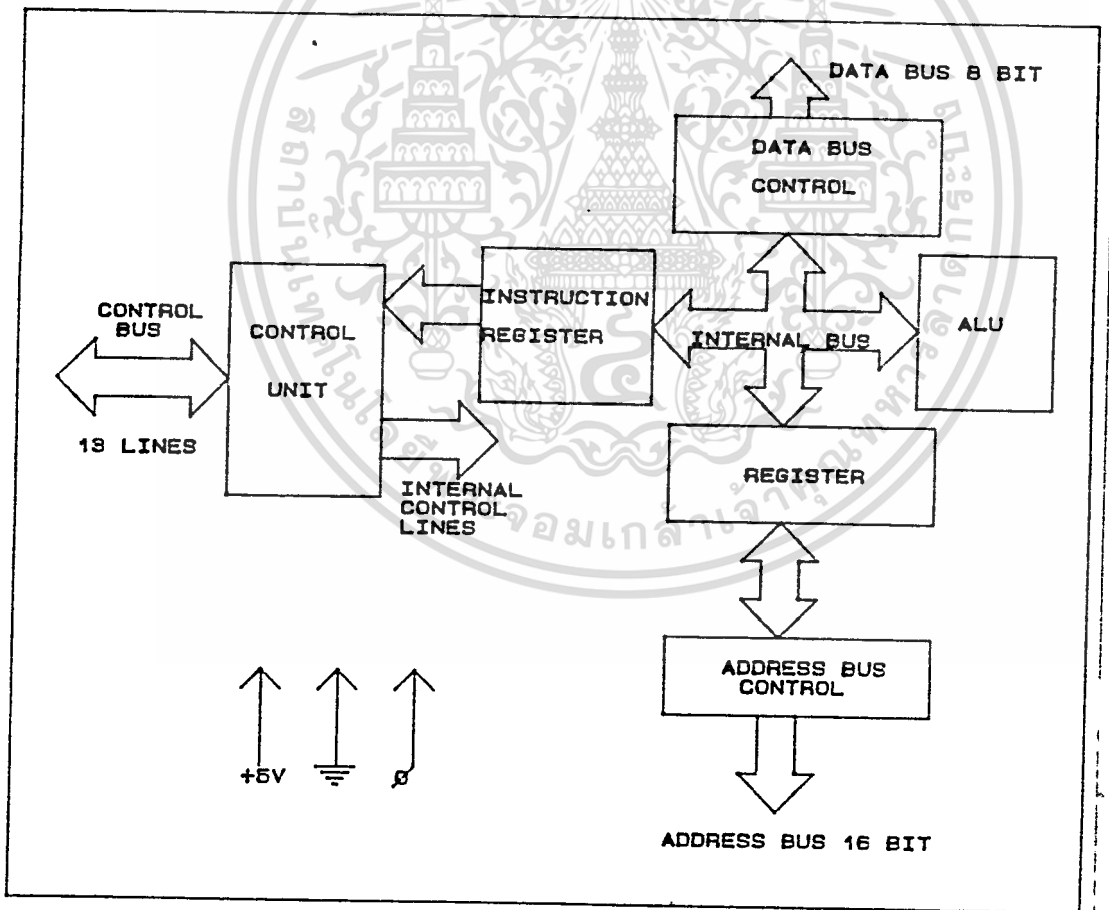 DATA BUS 8 BIT
DATA BUS
CONTROL
CONTROL
BUS
13 LINES
CONTROL
UNIT
INSTRUCTION
REGISTER
INTERNAL BUS
ALU
INTERNAL
CONTROL
LINES
REGISTER
ADDRESS BUS
CONTROL
+5V
Ø
ADDRESS BUS 16 BIT